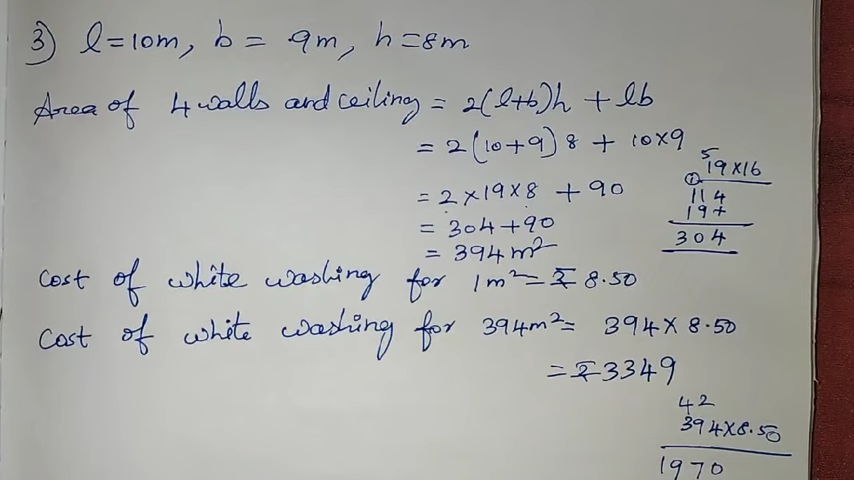 3) l=10m, b= 9m, h=8m
Area of 4 walls and ceiling = 2(l+b)h + lb
= 2(10+9)8 + 10×9
= 2×19×8 + 90
= 304+90
= 394m²
5
19×16
1
114
19+
304
Cost of white washing for 1m² = ₹ 8.50
Cost of white washing for 394m² = 394×8.50
= ₹3349
42
394×8.50
1970